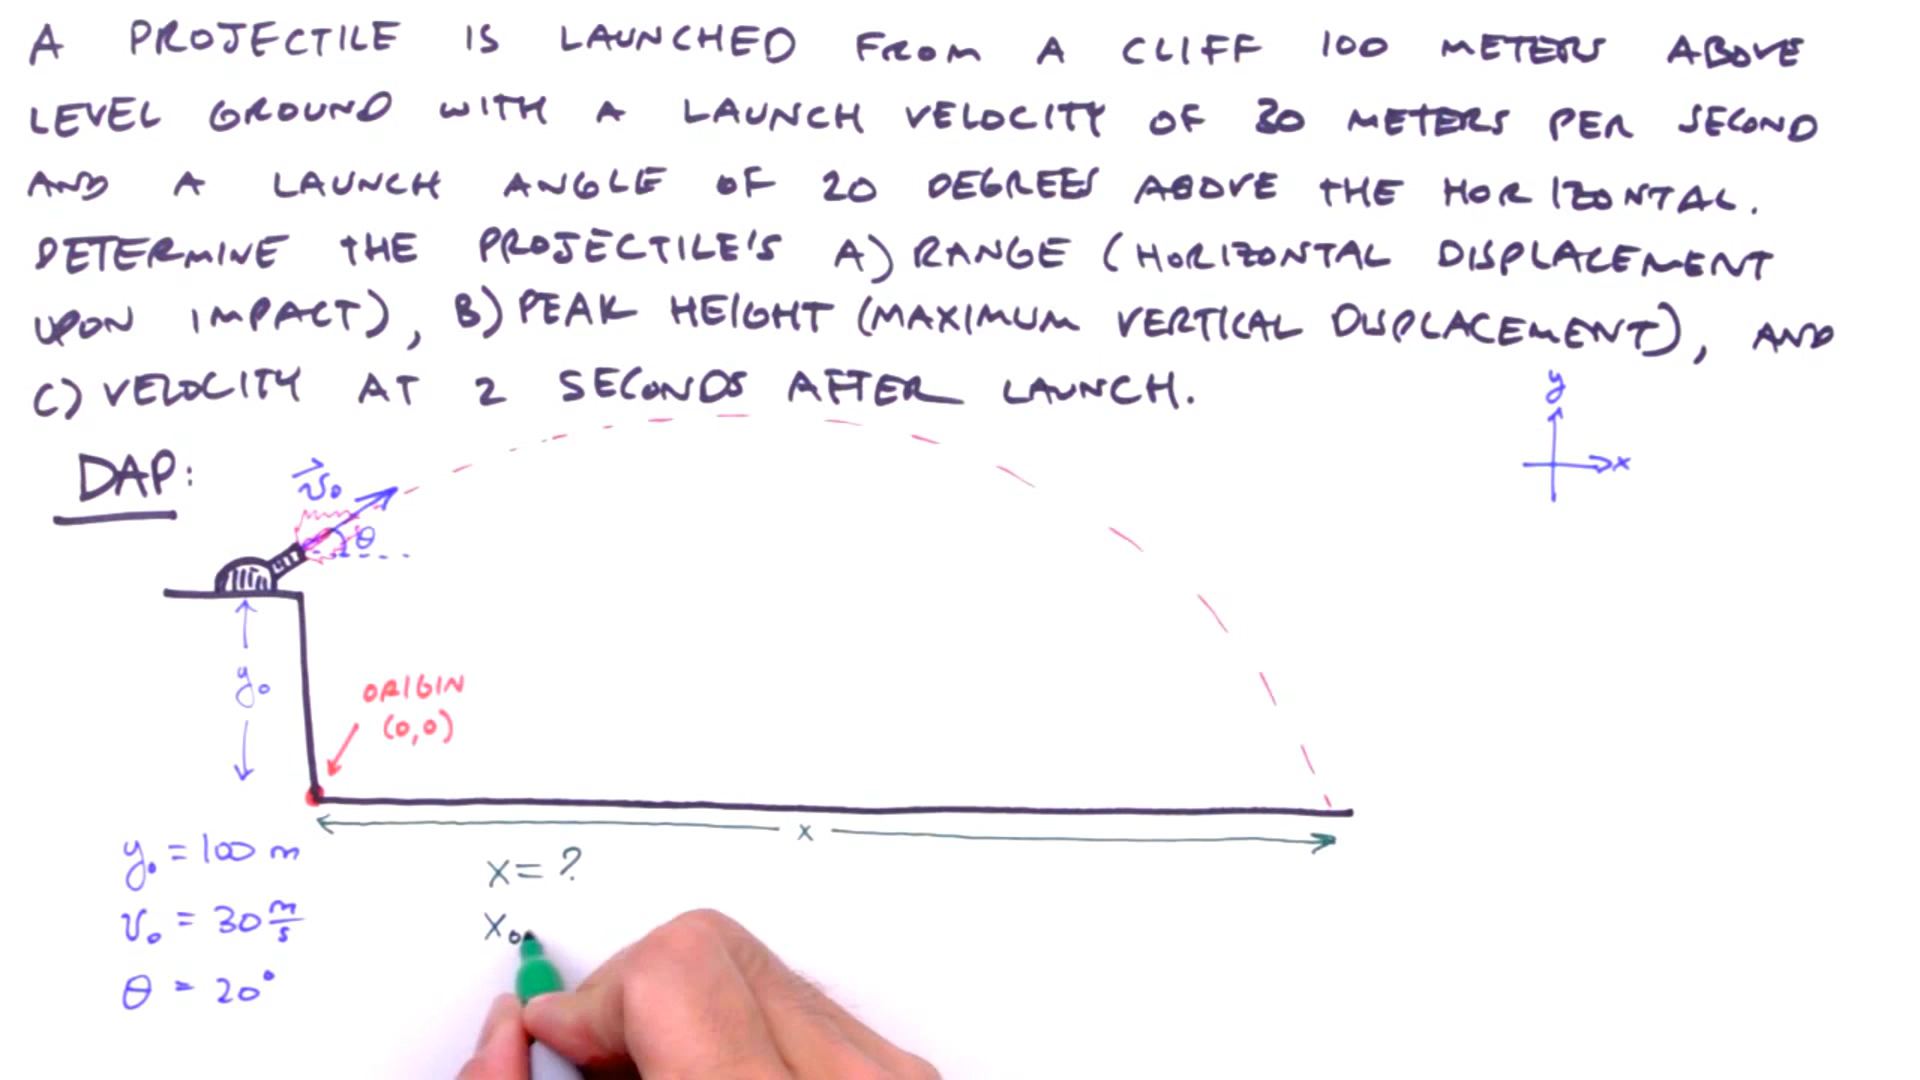 A PROJECTILE IS LAUNCHED FROM A CLIFF 100 METERS ABOVE
LEVEL GROUND WITH A LAUNCH VELOCITY OF 30 METERS PER SECOND
AND A LAUNCH ANGLE OF 20 DEGREES ABOVE THE HORIZONTAL.
DETERMINE THE PROJECTILE'S A) RANGE (HORIZONTAL DISPLACEMENT
UPON IMPACT), B) PEAK HEIGHT (MAXIMUM VERTICAL DISPLACEMENT), AND
C) VELOCITY AT 2 SECONDS AFTER LAUNCH.
y
x
DAP:
v⃗₀
θ
y₀
ORIGIN
(0,0)
x
y₀ = 100 m
v₀ = 30 m/s
θ = 20°
x = ?
x₀